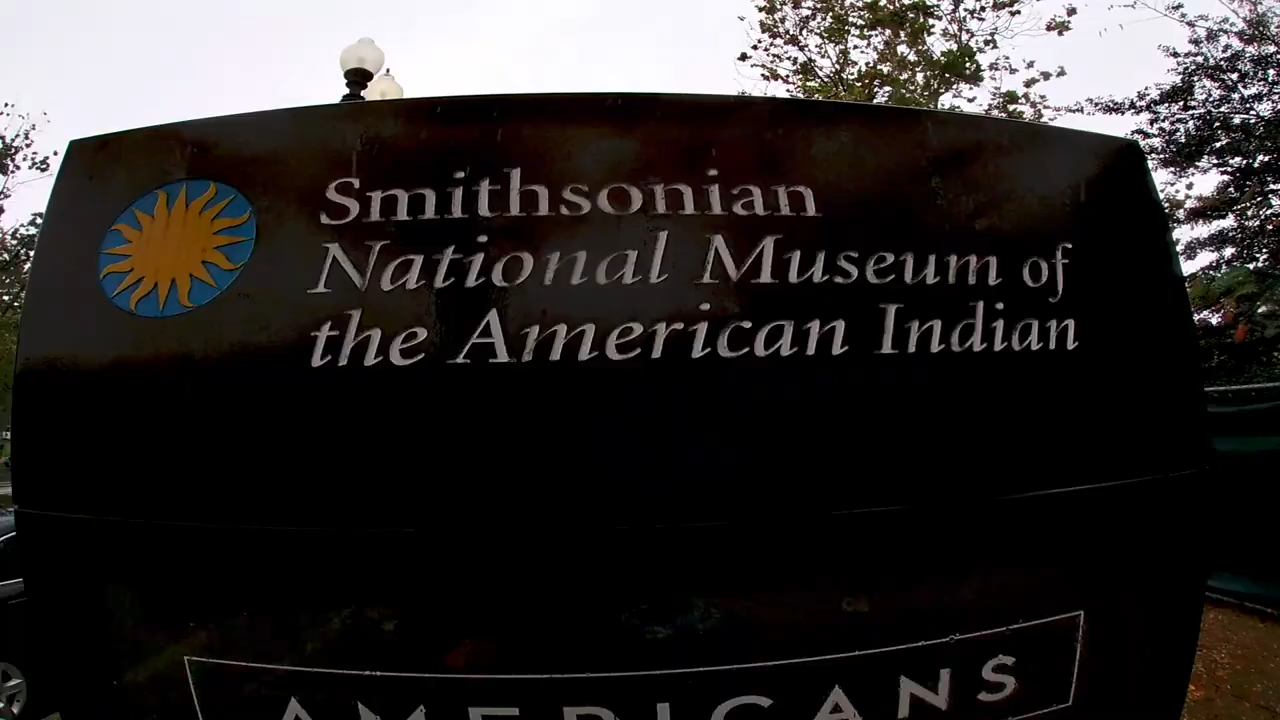 Smithsonian
National Museum of
the American Indian
AMERICANS